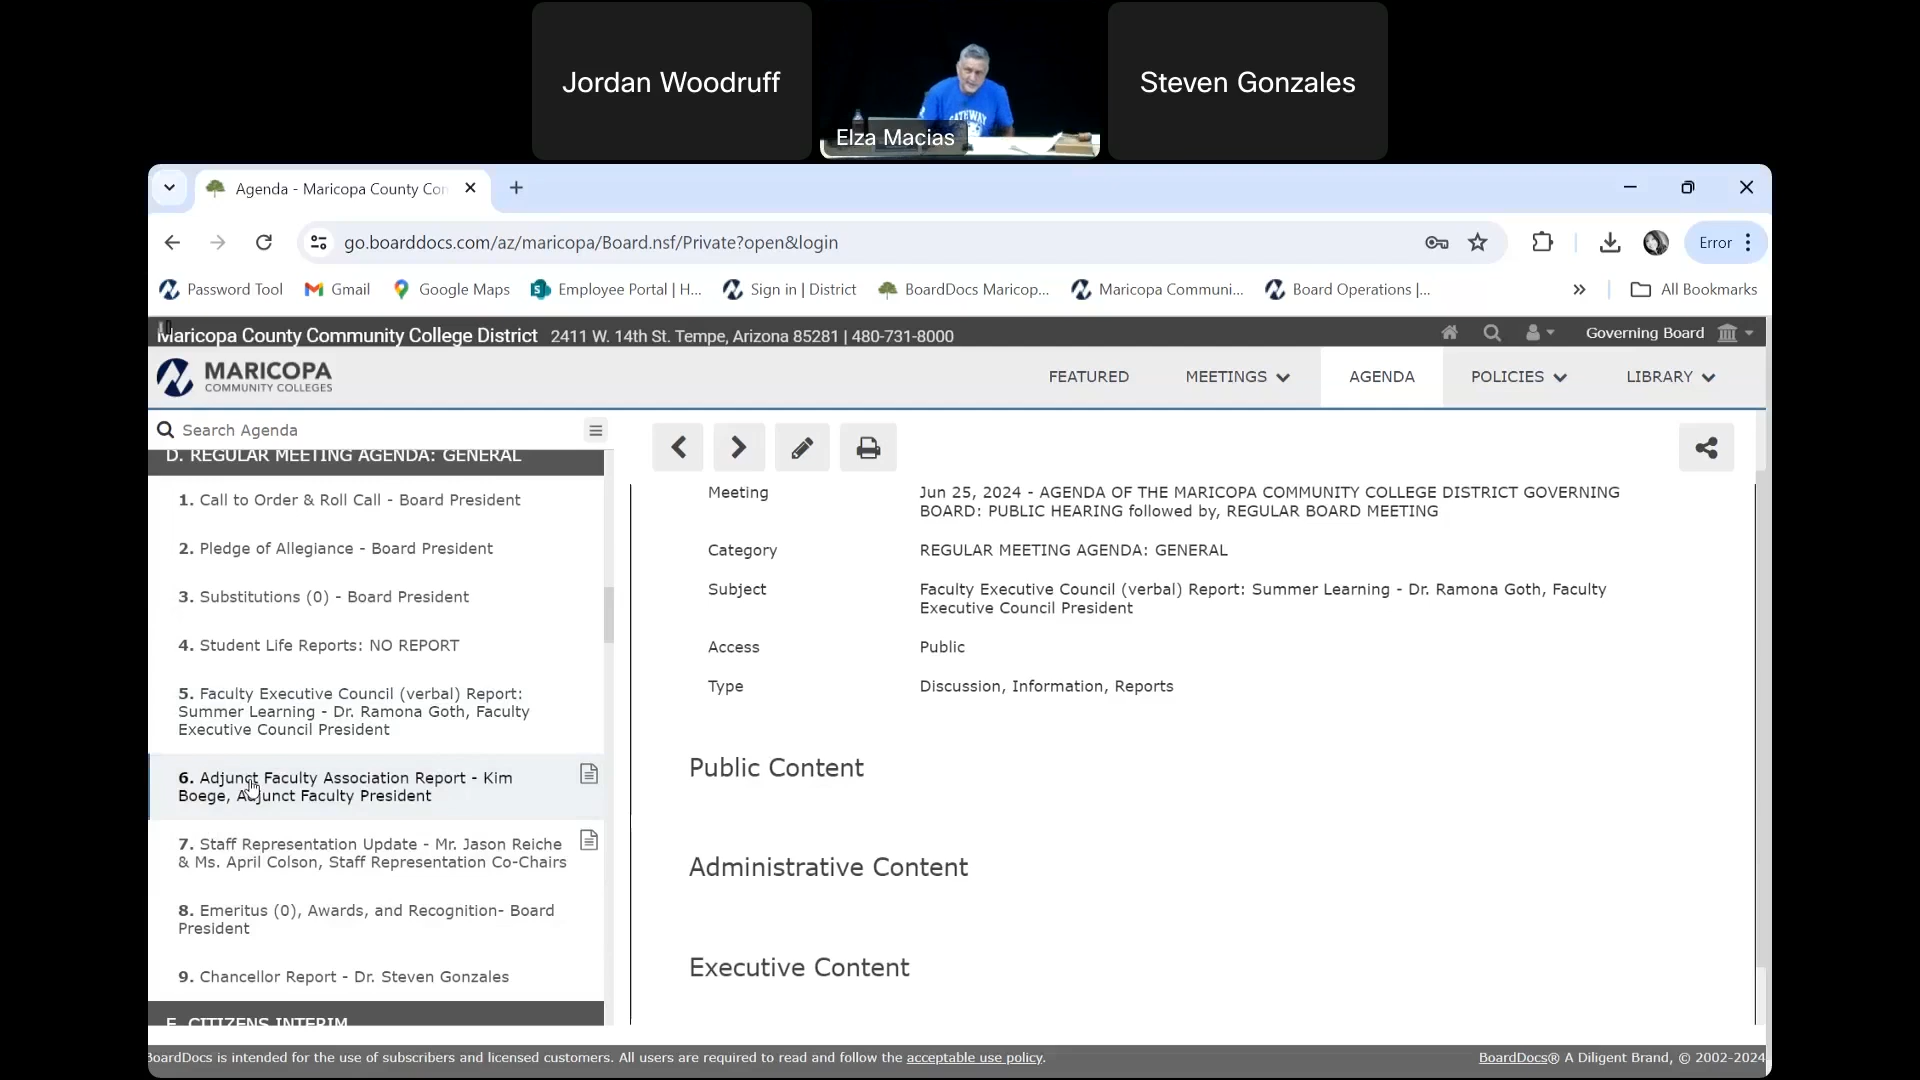 Jordan Woodruff
Elza Macias
Steven Gonzales
Agenda - Maricopa County Con
go.boarddocs.com/az/maricopa/Board.nsf/Private?open&login
Error
Password Tool
Gmail
Google Maps
Employee Portal | H...
Sign in | District
BoardDocs Maricop...
Maricopa Communi...
Board Operations |...
»
All Bookmarks
Maricopa County Community College District 2411 W. 14th St. Tempe, Arizona 85281 | 480-731-8000
Governing Board
MARICOPA
COMMUNITY COLLEGES
FEATURED
MEETINGS
AGENDA
POLICIES
LIBRARY
Search Agenda
D. REGULAR MEETING AGENDA: GENERAL
1. Call to Order & Roll Call - Board President
2. Pledge of Allegiance - Board President
3. Substitutions (0) - Board President
4. Student Life Reports: NO REPORT
5. Faculty Executive Council (verbal) Report:
Summer Learning - Dr. Ramona Goth, Faculty
Executive Council President
6. Adjunct Faculty Association Report - Kim
Boege, Adjunct Faculty President
7. Staff Representation Update - Mr. Jason Reiche
& Ms. April Colson, Staff Representation Co-Chairs
8. Emeritus (0), Awards, and Recognition- Board
President
9. Chancellor Report - Dr. Steven Gonzales
E. CITIZENS INTERIM
Meeting
Jun 25, 2024 - AGENDA OF THE MARICOPA COMMUNITY COLLEGE DISTRICT GOVERNING
BOARD: PUBLIC HEARING followed by, REGULAR BOARD MEETING
Category
REGULAR MEETING AGENDA: GENERAL
Subject
Faculty Executive Council (verbal) Report: Summer Learning - Dr. Ramona Goth, Faculty
Executive Council President
Access
Public
Type
Discussion, Information, Reports
Public Content
Administrative Content
Executive Content
BoardDocs is intended for the use of subscribers and licensed customers. All users are required to read and follow the acceptable use policy.
BoardDocs® A Diligent Brand, © 2002-2024